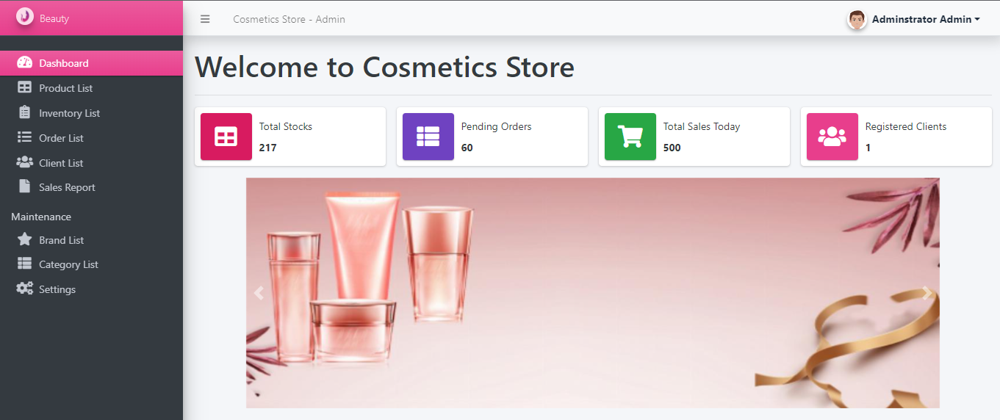 Beauty
Cosmetics Store - Admin
Adminstrator Admin
Dashboard
Product List
Inventory List
Order List
Client List
Sales Report
Maintenance
Brand List
Category List
Settings
Welcome to Cosmetics Store
Total Stocks
217
Pending Orders
60
Total Sales Today
500
Registered Clients
1